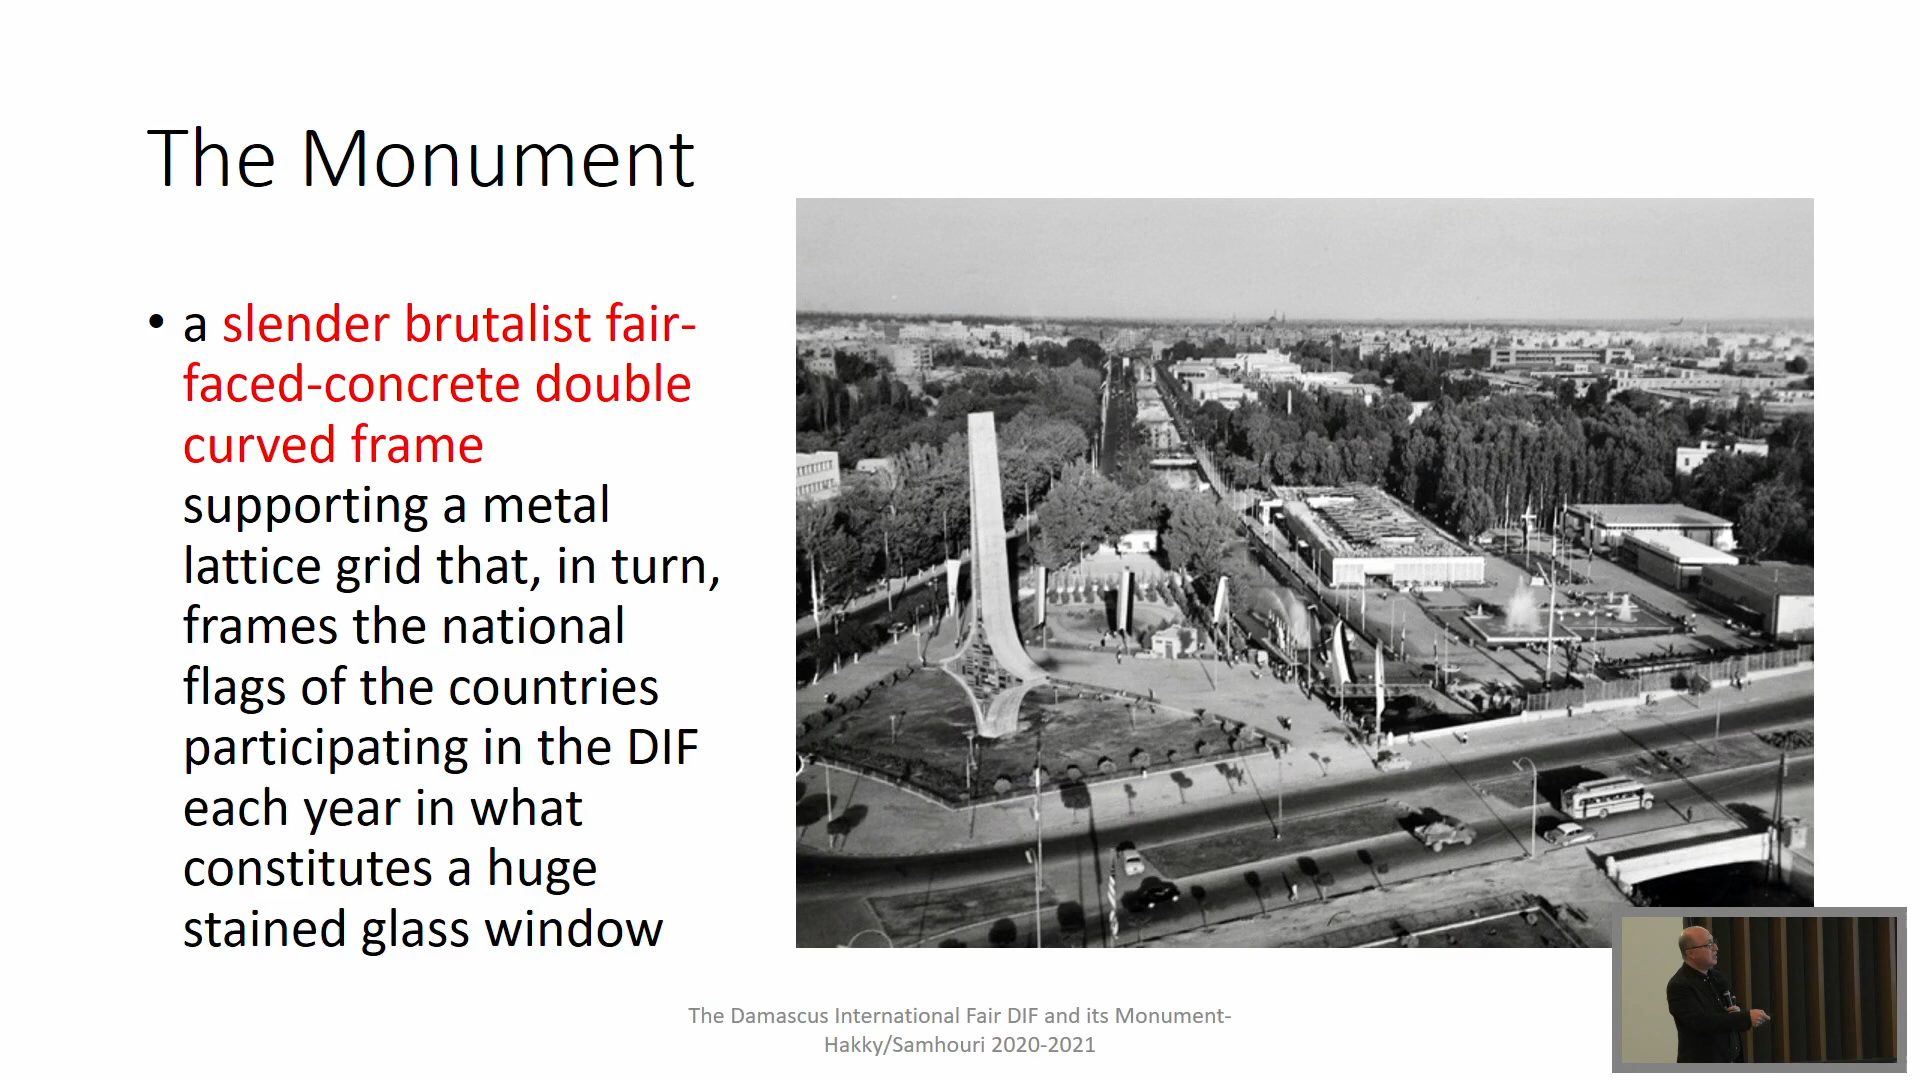 The Monument
• a slender brutalist fair-
faced-concrete double
curved frame
supporting a metal
lattice grid that, in turn,
frames the national
flags of the countries
participating in the DIF
each year in what
constitutes a huge
stained glass window
The Damascus International Fair DIF and its Monument-
Hakky/Samhouri 2020-2021